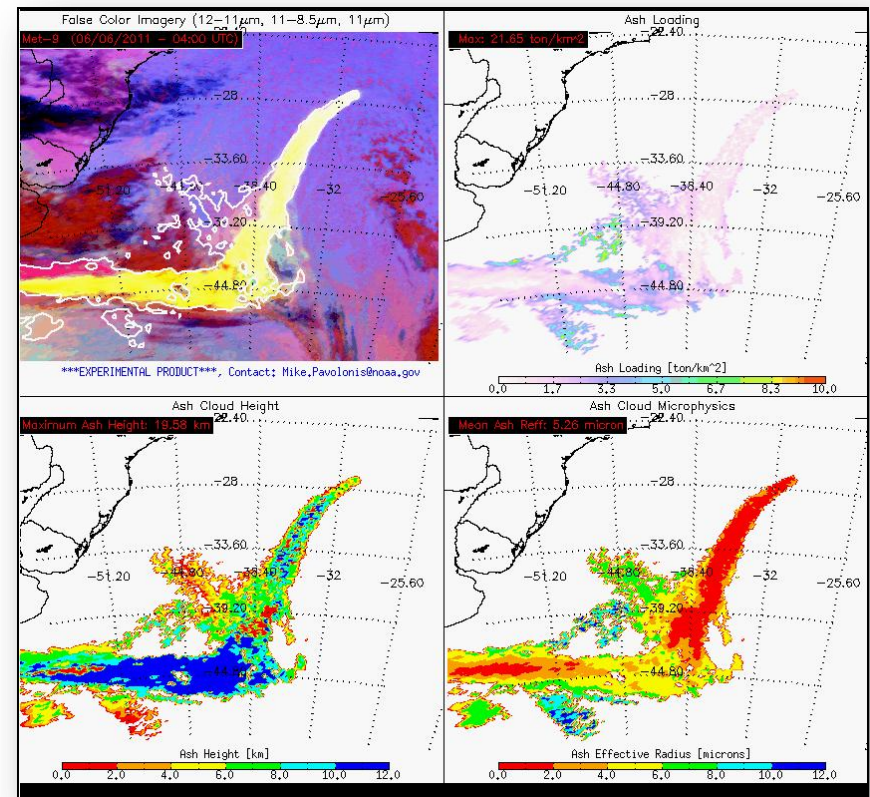 False Color Imagery (12−11μm, 11−8.5μm, 11μm)
Met−9 (06/06/2011 − 04:00 UTC)
−22.40
−28
−33.60
−51.20
−38.40
−32
−25.60
−39.20
−44.80
***EXPERIMENTAL PRODUCT***, Contact: Mike.Pavolonis@noaa.gov
Ash Loading
Max: 21.65 ton/km^2
−22.40
−28
−33.60
−51.20
−44.80
−38.40
−32
−25.60
−39.20
−44.80
Ash Loading [ton/km^2]
0.0 1.7 3.3 5.0 6.7 8.3 10.0
Ash Cloud Height
Maximum Ash Height: 19.58 km
−22.40
−28
−33.60
−51.20
−44.80
−38.40
−32
−25.60
−39.20
−44.80
Ash Height [km]
0.0 2.0 4.0 6.0 8.0 10.0 12.0
Ash Cloud Microphysics
Mean Ash Reff: 5.26 micron
−22.40
−28
−33.60
−51.20
−44.80
−38.40
−32
−25.60
−39.20
−44.80
Ash Effective Radius [microns]
0.0 2.0 4.0 6.0 8.0 10.0 12.0